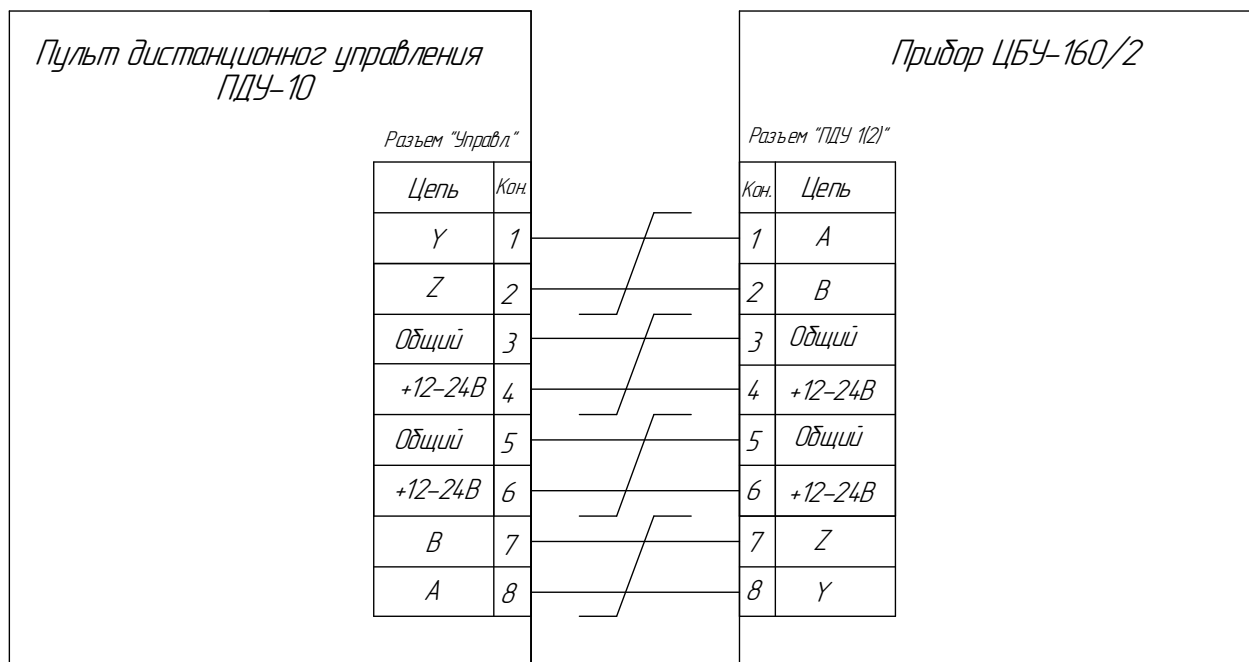 Пульт дистанционног управления
ПДУ-10
Прибор ЦБУ-160/2
Разъем "Управл."
Разъем "ПДУ 1(2)"
Цепь Кон. Кон. Цепь
Y 1 1 A
Z 2 2 B
Общий 3 3 Общий
+12-24В 4 4 +12-24В
Общий 5 5 Общий
+12-24В 6 6 +12-24В
B 7 7 Z
A 8 8 Y